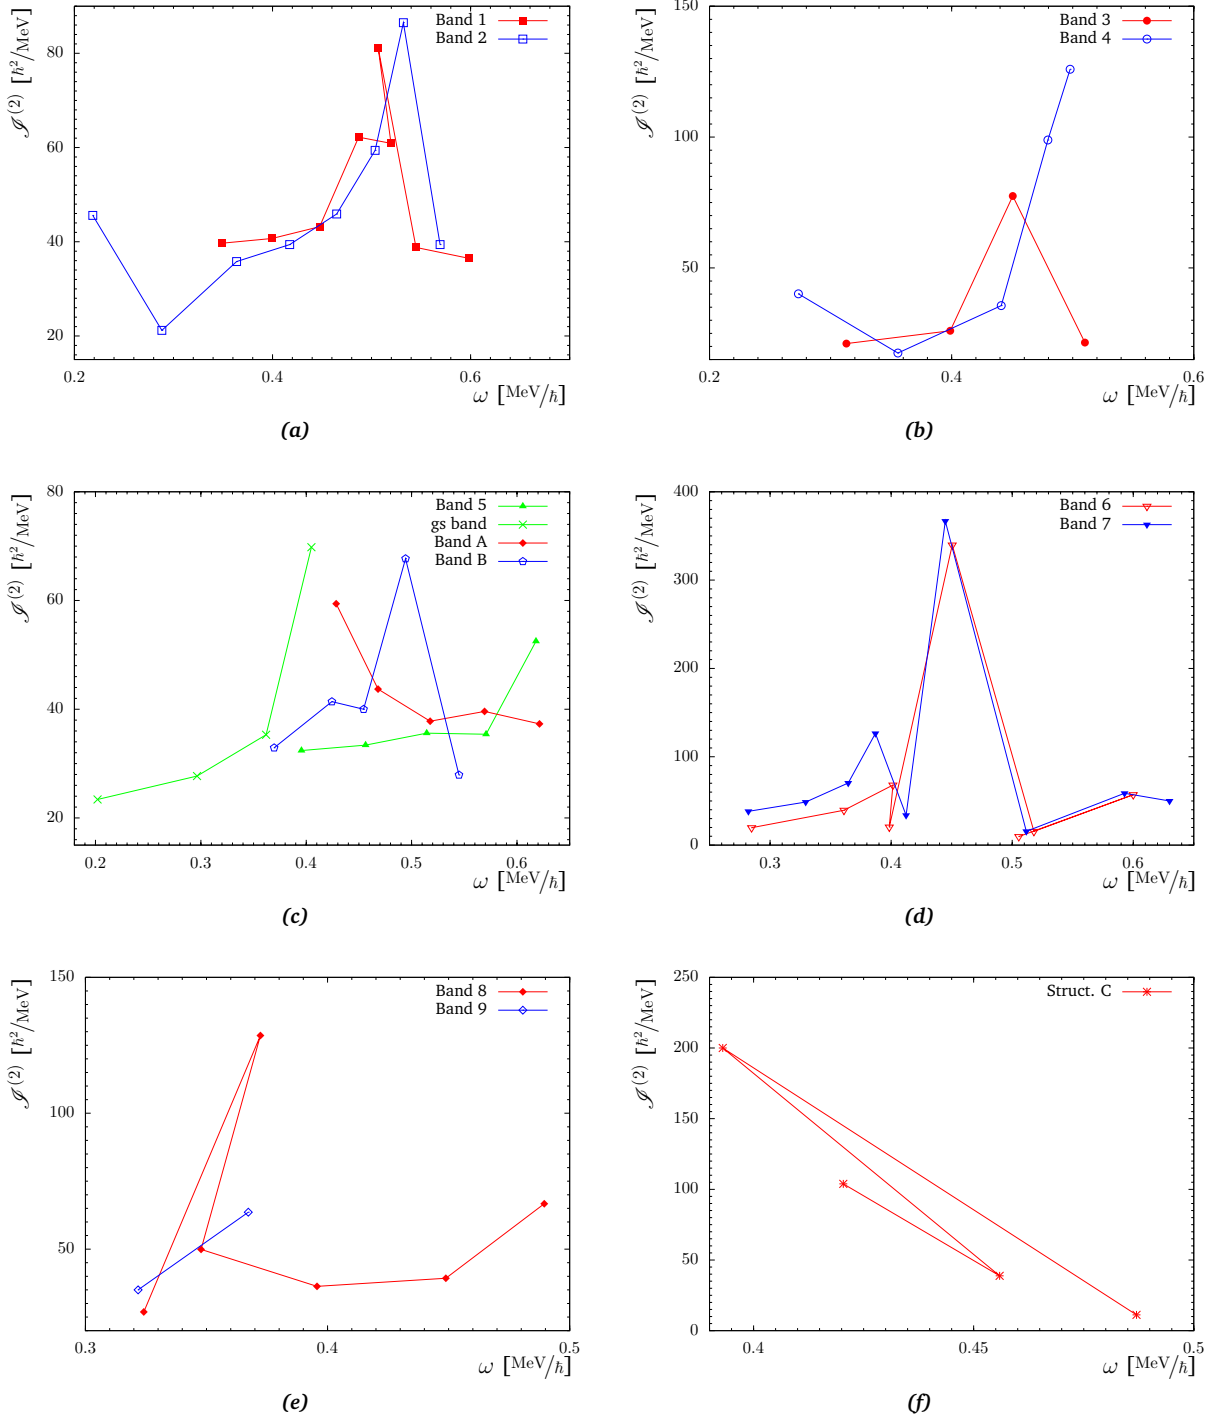 Band 1
Band 2
80
60
40
20
0.2
0.4
0.6
𝒥(2) [ħ²/MeV]
ω [MeV/ħ]
(a)
Band 3
Band 4
150
100
50
0.2
0.4
0.6
𝒥(2) [ħ²/MeV]
ω [MeV/ħ]
(b)
Band 5
gs band
Band A
Band B
80
60
40
20
0.2
0.3
0.4
0.5
0.6
𝒥(2) [ħ²/MeV]
ω [MeV/ħ]
(c)
Band 6
Band 7
400
300
200
100
0
0.3
0.4
0.5
0.6
𝒥(2) [ħ²/MeV]
ω [MeV/ħ]
(d)
Band 8
Band 9
150
100
50
0.3
0.4
0.5
𝒥(2) [ħ²/MeV]
ω [MeV/ħ]
(e)
Struct. C
250
200
150
100
50
0
0.4
0.45
0.5
𝒥(2) [ħ²/MeV]
ω [MeV/ħ]
(f)